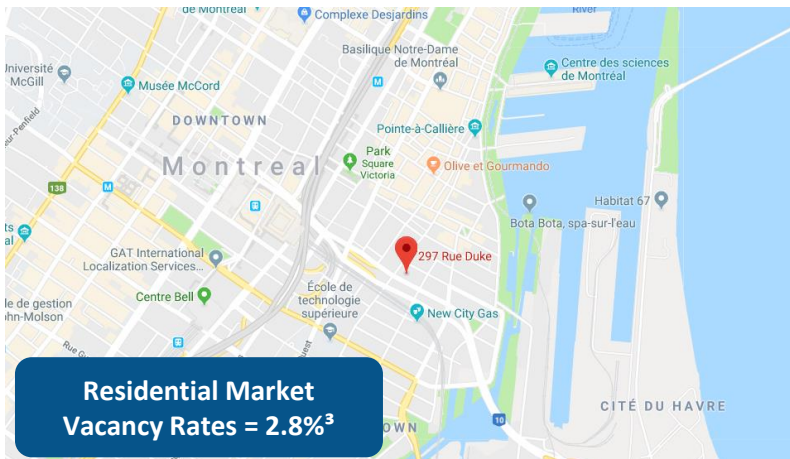 de Montréal
Complexe Desjardins
River
Basilique Notre-Dame
de Montréal
Centre des sciences
de Montréal
Université
McGill
Musée McCord
DOWNTOWN
Pointe-à-Callière
Montreal
Park
Square
Victoria
Olive et Gourmando
138
Habitat 67
Bota Bota, spa-sur-l'eau
GAT International
Localization Services...
297 Rue Duke
Centre Bell
École de
technologie
supérieure
New City Gas
le de gestion
hn-Molson
Residential Market
Vacancy Rates = 2.8%³
OWN
10
CITÉ DU HAVRE